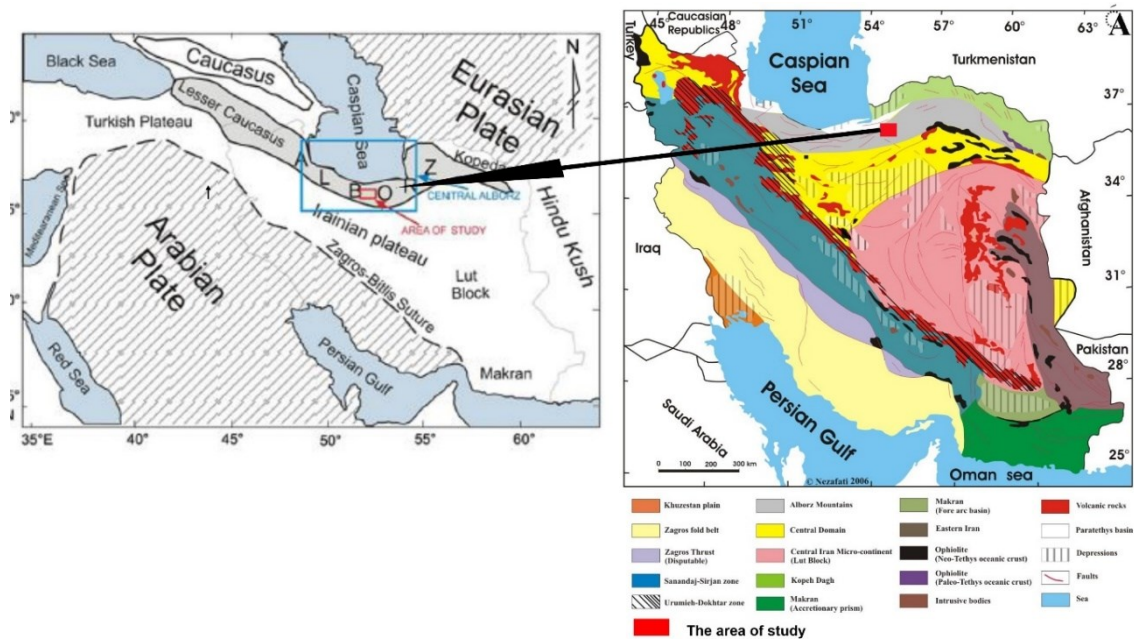 N
Black Sea
Caucasus
Lesser Caucasus
Caspian Sea
Eurasian
Plate
Turkish Plateau
A
L
B
O
R
Z
Kopeda
CENTRAL ALBORZ
AREA OF STUDY
Irainian plateau
Hindu Kush
Arabian
Plate
Zagros-Bitlis Suture
Lut
Block
Red Sea
Persian Gulf
Makran
35°E
40°
45°
50°
55°
60°
A
45°
48°
51°
54°
57°
60°
63°
Turkey
Caucasian
Republics
Caspian
Sea
Turkmenistan
37°
34°
31°
28°
25°
Afghanistan
Iraq
Pakistan
Saudi Arabia
Persian Gulf
Oman sea
0 100 200 300 km
© Nezafati 2006
Khuzestan plain
Zagros fold belt
Zagros Thrust
(Disputable)
Sanandaj-Sirjan zone
Urumieh-Dokhtar zone
Alborz Mountains
Central Domain
Central Iran Micro-continent
(Lut Block)
Kopeh Dagh
Makran
(Accretionary prism)
Makran
(Fore arc basin)
Eastern Iran
Ophiolite
(Neo-Tethys oceanic crust)
Ophiolite
(Paleo-Tethys oceanic crust)
Intrusive bodies
Volcanic rocks
Paratethys basin
Depressions
Faults
Sea
The area of study